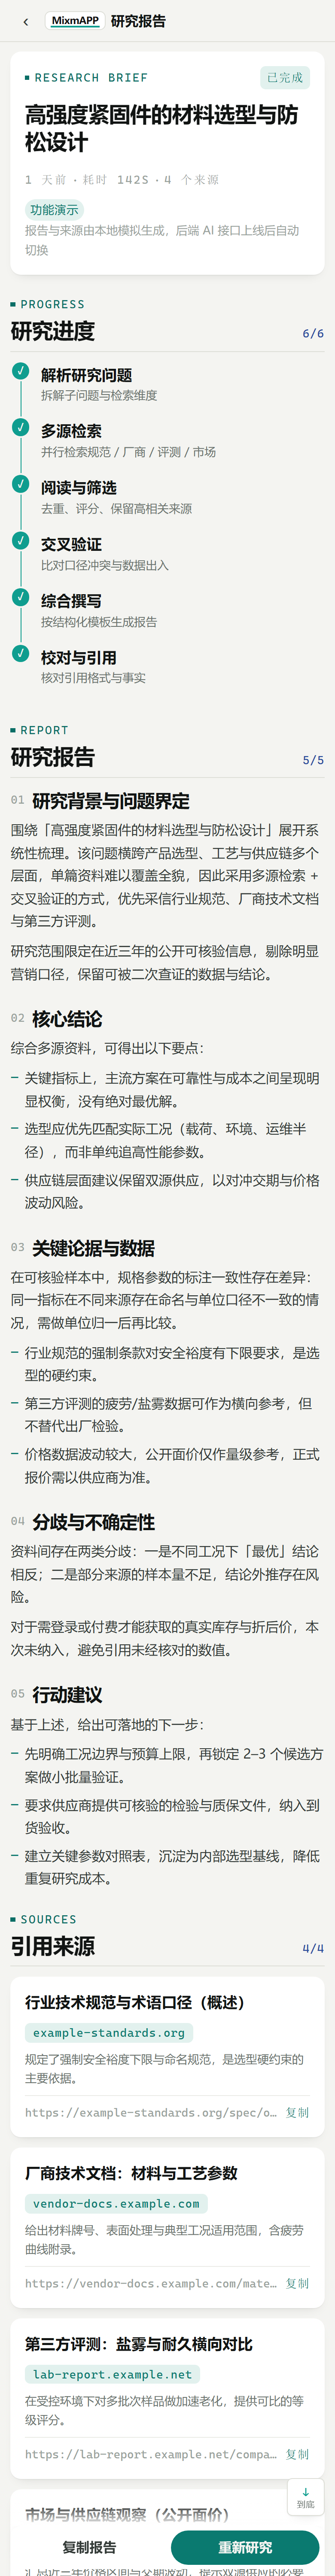 ‹ MixmAPP 研究报告
RESEARCH BRIEF 已完成
高强度紧固件的材料选型与防
松设计
1 天前 · 耗时 142S · 4 个来源
功能演示
报告与来源由本地模拟生成，后端 AI 接口上线后自动
切换
PROGRESS
研究进度 6/6
解析研究问题
拆解子问题与检索维度
多源检索
并行检索规范 / 厂商 / 评测 / 市场
阅读与筛选
去重、评分、保留高相关来源
交叉验证
比对口径冲突与数据出入
综合撰写
按结构化模板生成报告
校对与引用
核对引用格式与事实
REPORT
研究报告 5/5
01 研究背景与问题界定
围绕「高强度紧固件的材料选型与防松设计」展开系
统性梳理。该问题横跨产品选型、工艺与供应链多个
层面，单篇资料难以覆盖全貌，因此采用多源检索 +
交叉验证的方式，优先采信行业规范、厂商技术文档
与第三方评测。
研究范围限定在近三年的公开可核验信息，剔除明显
营销口径，保留可被二次查证的数据与结论。
02 核心结论
综合多源资料，可得出以下要点：
– 关键指标上，主流方案在可靠性与成本之间呈现明
显权衡，没有绝对最优解。
– 选型应优先匹配实际工况（载荷、环境、运维半
径），而非单纯追高性能参数。
– 供应链层面建议保留双源供应，以对冲交期与价格
波动风险。
03 关键论据与数据
在可核验样本中，规格参数的标注一致性存在差异：
同一指标在不同来源存在命名与单位口径不一致的情
况，需做单位归一后再比较。
– 行业规范的强制条款对安全裕度有下限要求，是选
型的硬约束。
– 第三方评测的疲劳/盐雾数据可作为横向参考，但
不替代出厂检验。
– 价格数据波动较大，公开面价仅作量级参考，正式
报价需以供应商为准。
04 分歧与不确定性
资料间存在两类分歧：一是不同工况下「最优」结论
相反；二是部分来源的样本量不足，结论外推存在风
险。
对于需登录或付费才能获取的真实库存与折后价，本
次未纳入，避免引用未经核对的数值。
05 行动建议
基于上述，给出可落地的下一步：
– 先明确工况边界与预算上限，再锁定 2–3 个候选方
案做小批量验证。
– 要求供应商提供可核验的检验与质保文件，纳入到
货验收。
– 建立关键参数对照表，沉淀为内部选型基线，降低
重复研究成本。
SOURCES
引用来源 4/4
行业技术规范与术语口径（概述）
example-standards.org
规定了强制安全裕度下限与命名规范，是选型硬约束的
主要依据。
https://example-standards.org/spec/o… 复制
厂商技术文档：材料与工艺参数
vendor-docs.example.com
给出材料牌号、表面处理与典型工况适用范围，含疲劳
曲线附录。
https://vendor-docs.example.com/mate… 复制
第三方评测：盐雾与耐久横向对比
lab-report.example.net
在受控环境下对多批次样品做加速老化，提供可比的等
级评分。
https://lab-report.example.net/compa… 复制
↓
到底
市场与供应链观察（公开面价）
复制报告 重新研究